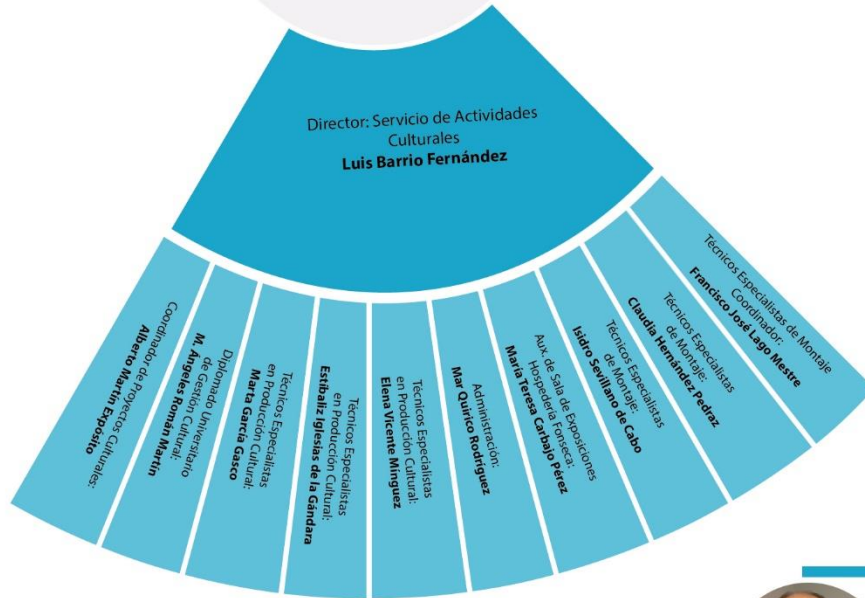 Director: Servicio de Actividades
Culturales
Luis Barrio Fernández
Coordinador de Proyectos Culturales:
Alberto Martín Expósito
Diplomado Universitario
de Gestión Cultural:
M. Ángeles Román Martín
Técnicos Especialistas
en Producción Cultural:
Marta García Gasco
Técnicos Especialistas
en Producción Cultural:
Estíbaliz Iglesias de la Gándara
Técnicos Especialistas
en Producción Cultural:
Elena Vicente Mínguez
Administración:
Mar Quirico Rodríguez
Aux. de Sala de Exposiciones
Hospedería Fonseca:
María Teresa Carbajo Pérez
Técnicos Especialistas
de Montaje:
Isidro Sevillano de Cabo
Técnicos Especialistas
de Montaje:
Claudia Hernández Pedraz
Técnicos Especialistas de Montaje
Coordinador:
Francisco José Lago Mestre